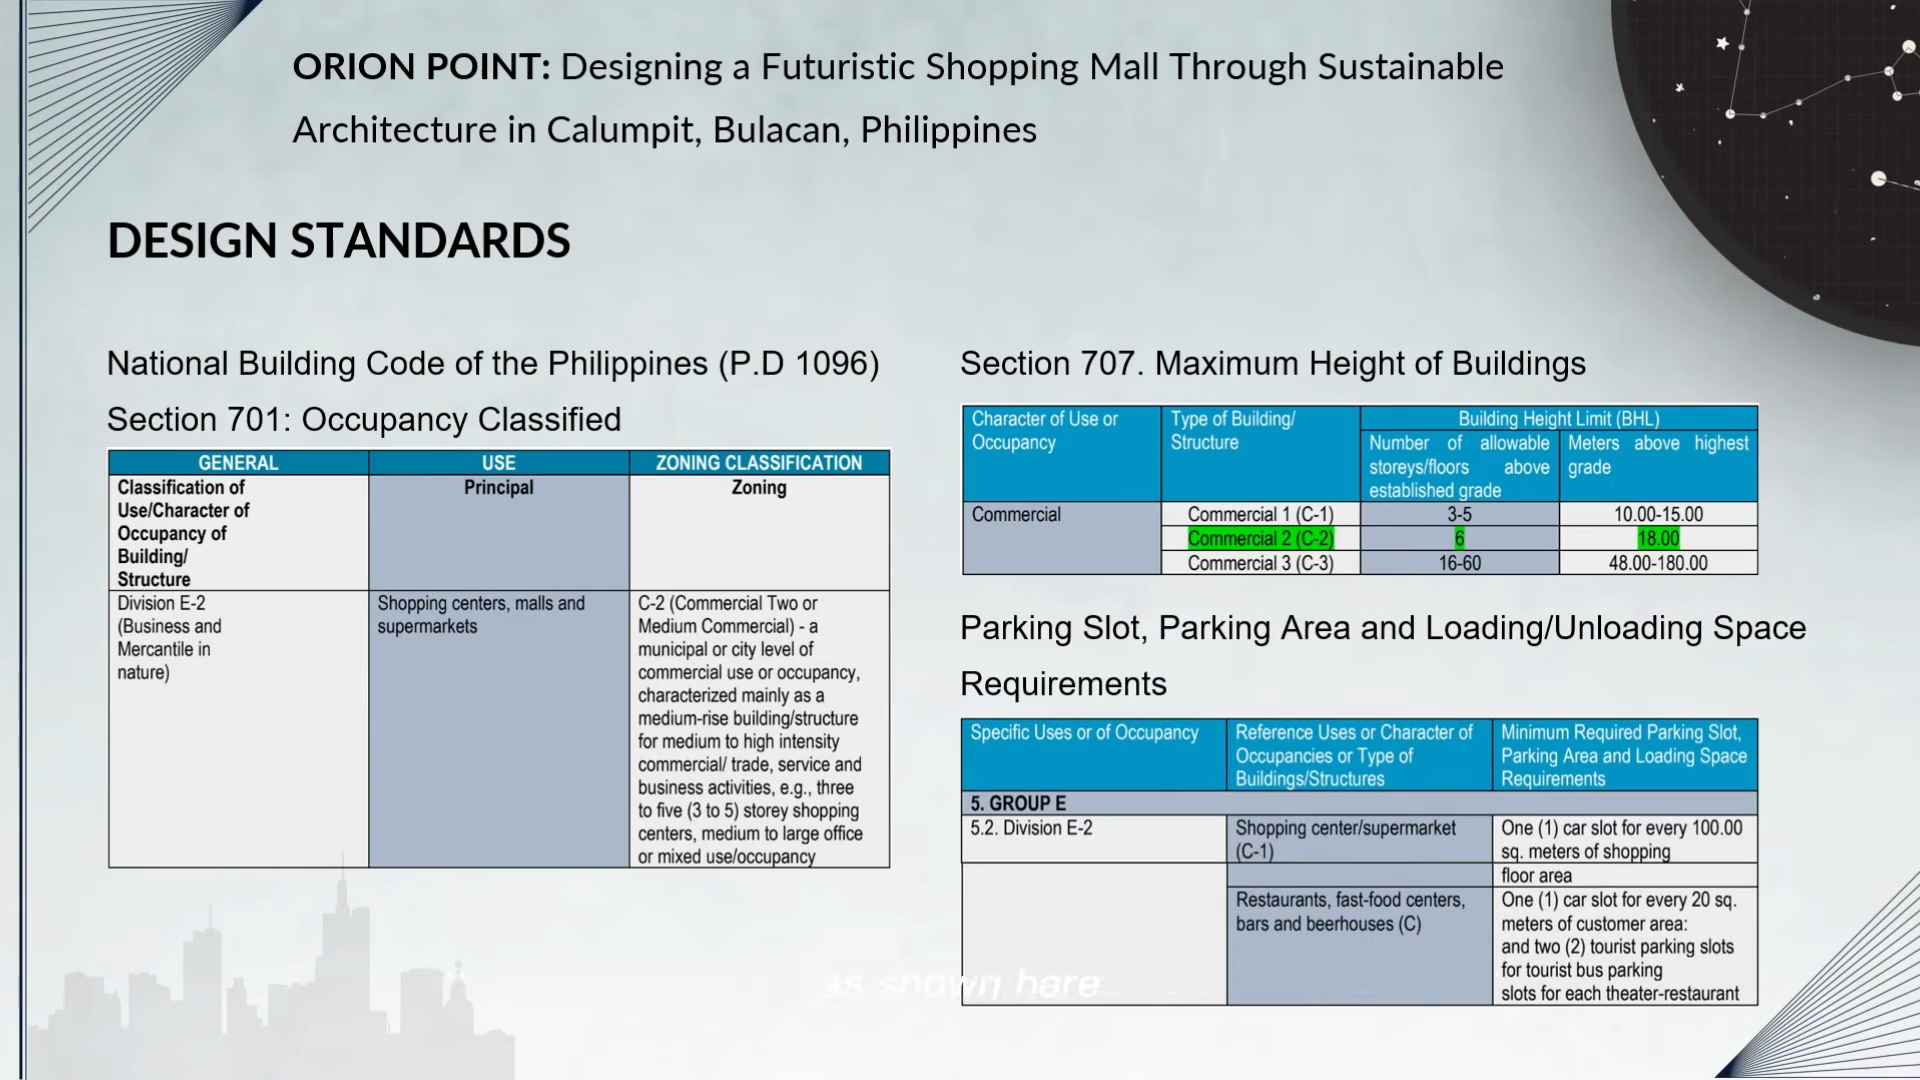 ORION POINT: Designing a Futuristic Shopping Mall Through Sustainable
Architecture in Calumpit, Bulacan, Philippines
DESIGN STANDARDS
National Building Code of the Philippines (P.D 1096)
Section 701: Occupancy Classified
GENERAL USE ZONING CLASSIFICATION
Classification of Principal Zoning
Use/Character of
Occupancy of
Building/
Structure
Division E-2 Shopping centers, malls and C-2 (Commercial Two or
(Business and supermarkets Medium Commercial) - a
Mercantile in municipal or city level of
nature) commercial use or occupancy,
characterized mainly as a
medium-rise building/structure
for medium to high intensity
commercial/ trade, service and
business activities, e.g., three
to five (3 to 5) storey shopping
centers, medium to large office
or mixed use/occupancy
Section 707. Maximum Height of Buildings
Character of Use or Type of Building/ Building Height Limit (BHL)
Occupancy Structure Number of allowable Meters above highest
storeys/floors above grade
established grade
Commercial Commercial 1 (C-1) 3-5 10.00-15.00
Commercial 2 (C-2) 6 18.00
Commercial 3 (C-3) 16-60 48.00-180.00
Parking Slot, Parking Area and Loading/Unloading Space
Requirements
Specific Uses or of Occupancy Reference Uses or Character of Minimum Required Parking Slot,
Occupancies or Type of Parking Area and Loading Space
Buildings/Structures Requirements
5. GROUP E
5.2. Division E-2 Shopping center/supermarket One (1) car slot for every 100.00
(C-1) sq. meters of shopping
floor area
Restaurants, fast-food centers, One (1) car slot for every 20 sq.
bars and beerhouses (C) meters of customer area:
and two (2) tourist parking slots
for tourist bus parking
slots for each theater-restaurant
as shown here